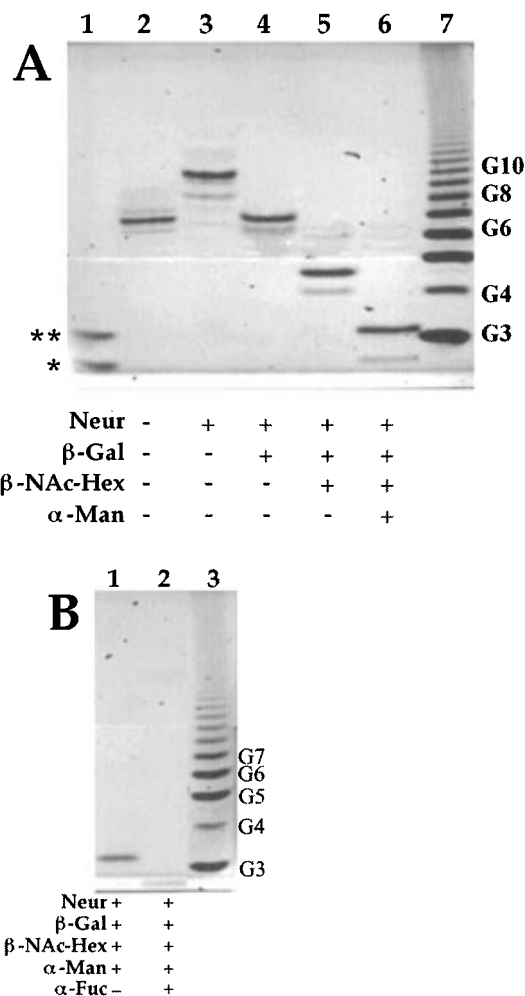 1 2 3 4 5 6 7
A
G10
G8
G6
G4
G3
**
*
Neur - + + + +
β-Gal - - + + +
β-NAc-Hex - - - + +
α-Man - - - - +
1 2 3
B
G7
G6
G5
G4
G3
Neur + +
β-Gal + +
β-NAc-Hex + +
α-Man + +
α-Fuc – +